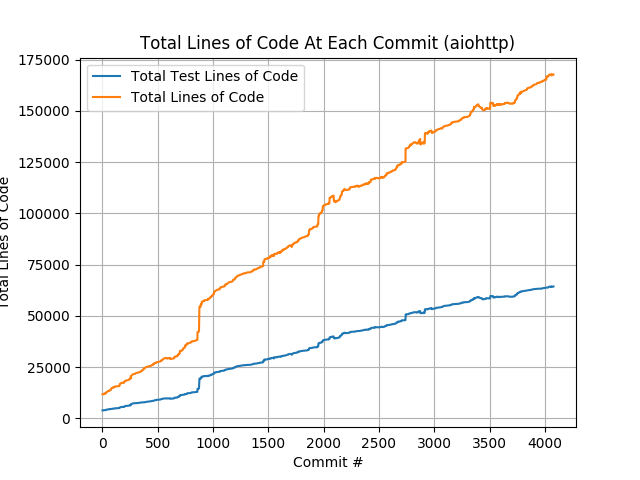 Total Lines of Code At Each Commit (aiohttp)
Total Test Lines of Code
Total Lines of Code
Total Lines of Code
175000
150000
125000
100000
75000
50000
25000
0
0 500 1000 1500 2000 2500 3000 3500 4000
Commit #